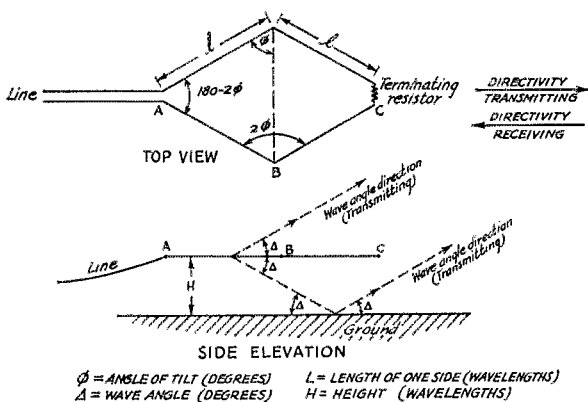 l
l
ϕ
Line
A
180-2ϕ
Terminating
resistor
C
DIRECTIVITY
TRANSMITTING
DIRECTIVITY
RECEIVING
2ϕ
B
TOP VIEW
Wave angle direction
(Transmitting)
A
Δ
B
C
Δ
Line
H
Wave angle direction
(Transmitting)
Δ
Δ
Ground
SIDE ELEVATION
ϕ = ANGLE OF TILT (DEGREES)
l = LENGTH OF ONE SIDE (WAVELENGTHS)
Δ = WAVE ANGLE (DEGREES)
H = HEIGHT (WAVELENGTHS)